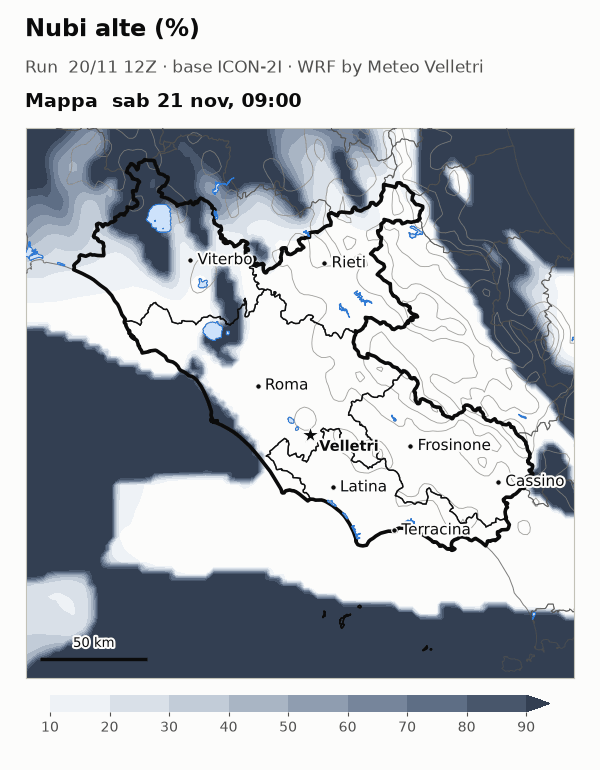 Nubi alte (%)
Run  20/11 12Z · base ICON-2I · WRF by Meteo Velletri
Mappa  sab 21 nov, 09:00
Viterbo
Rieti
Roma
Velletri
Frosinone
Latina
Cassino
Terracina
50 km
10 20 30 40 50 60 70 80 90